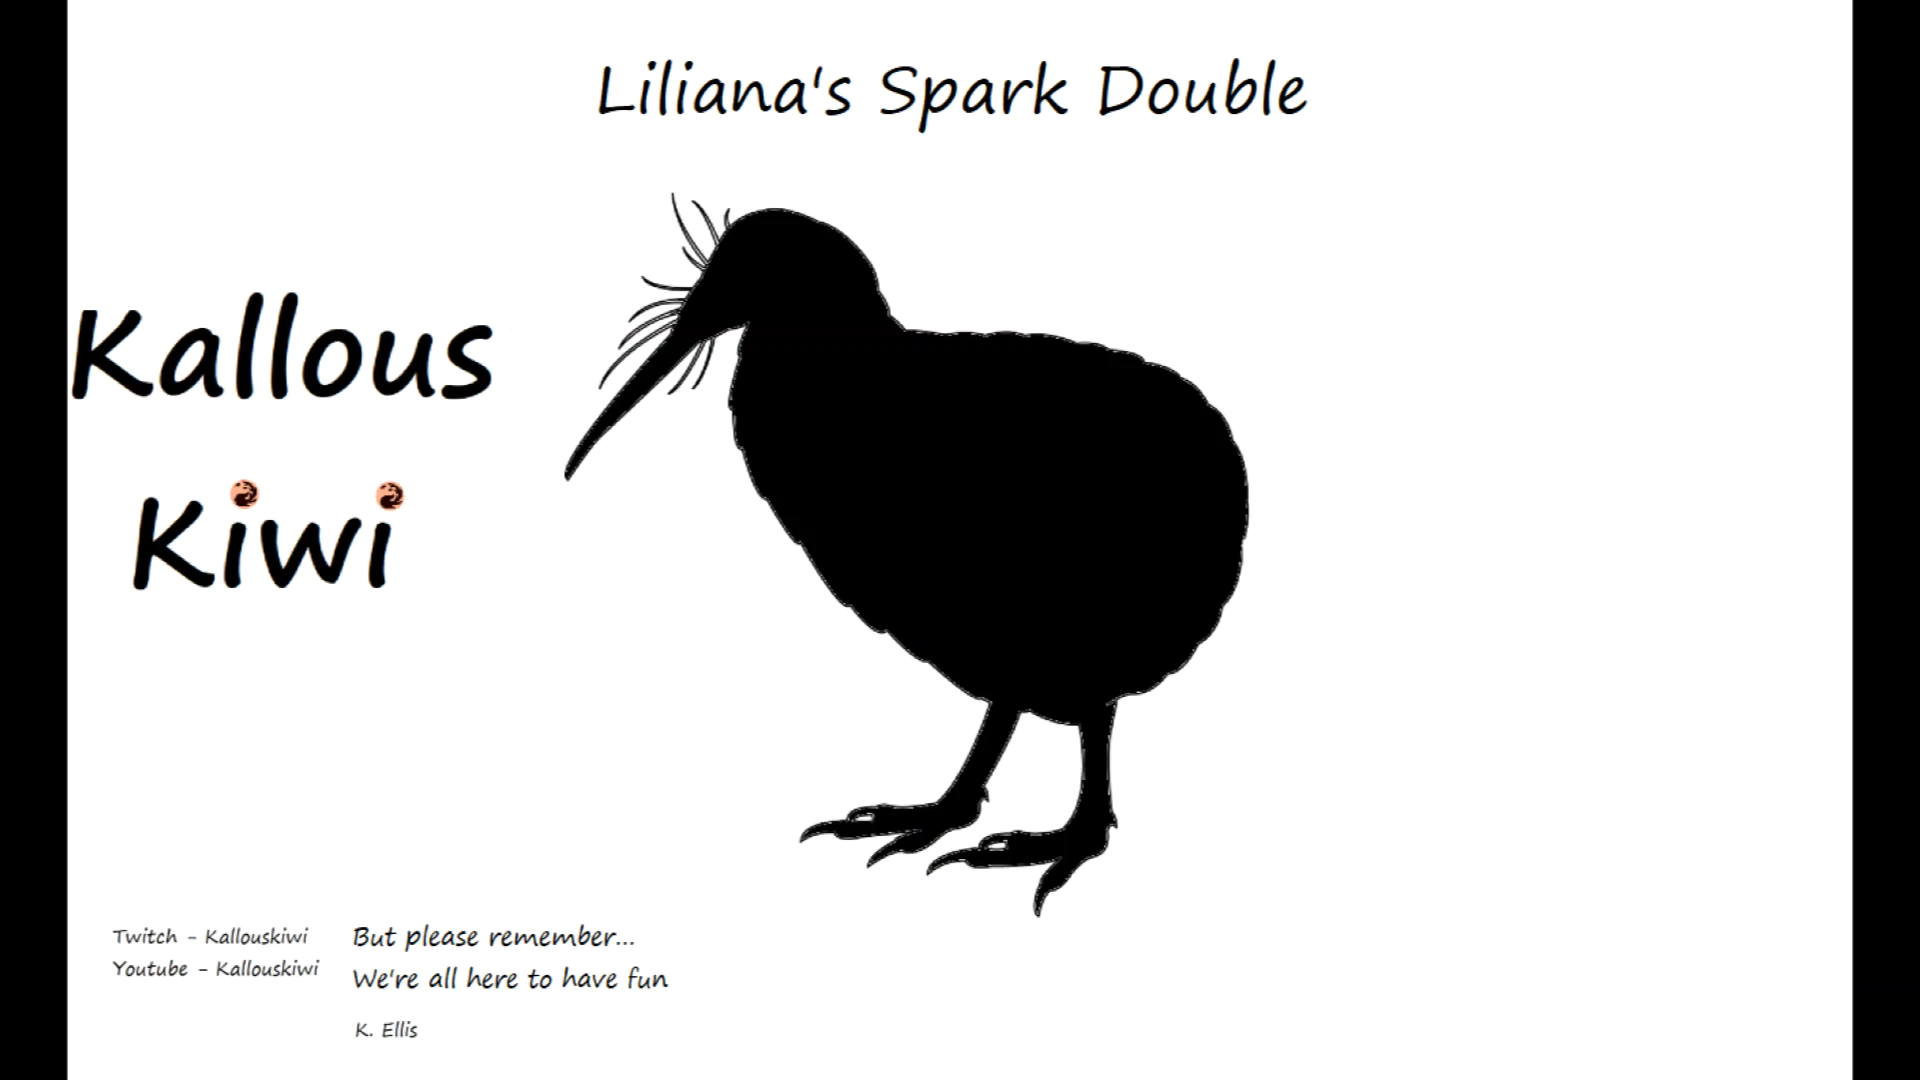 Liliana's Spark Double
Kallous
Kiwi
Twitch - Kallouskiwi
Youtube - Kallouskiwi
But please remember...
We're all here to have fun
K. Ellis